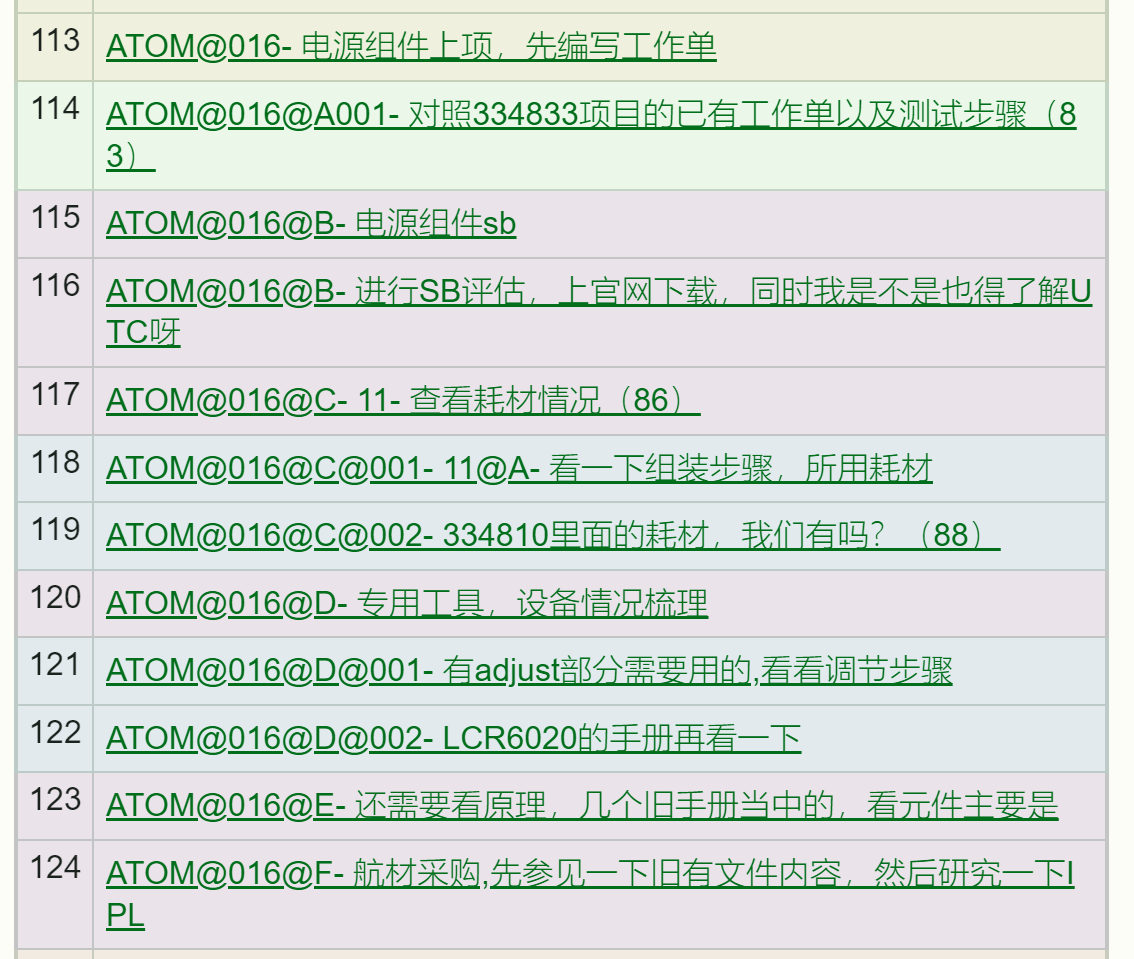 113
ATOM@016- 电源组件上项，先编写工作单
114
ATOM@016@A001- 对照334833项目的已有工作单以及测试步骤（8
3）
115
ATOM@016@B- 电源组件sb
116
ATOM@016@B- 进行SB评估，上官网下载，同时我是不是也得了解U
TC呀
117
ATOM@016@C- 11- 查看耗材情况（86）
118
ATOM@016@C@001- 11@A- 看一下组装步骤，所用耗材
119
ATOM@016@C@002- 334810里面的耗材，我们有吗？（88）
120
ATOM@016@D- 专用工具，设备情况梳理
121
ATOM@016@D@001- 有adjust部分需要用的,看看调节步骤
122
ATOM@016@D@002- LCR6020的手册再看一下
123
ATOM@016@E- 还需要看原理，几个旧手册当中的，看元件主要是
124
ATOM@016@F- 航材采购,先参见一下旧有文件内容，然后研究一下I
PL